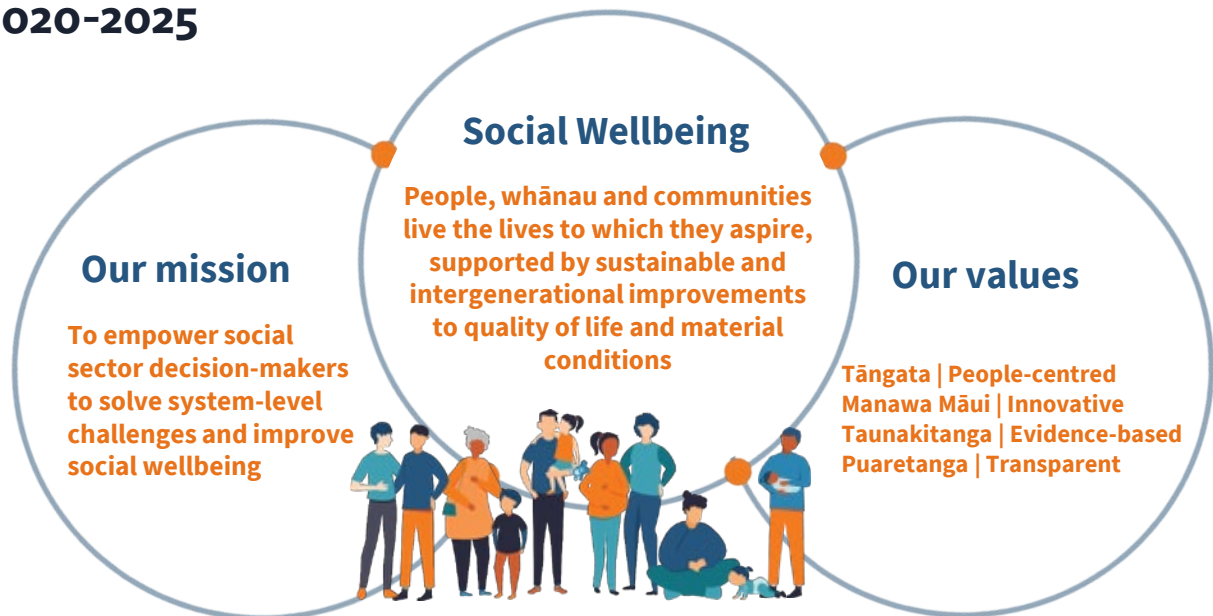 020-2025
Social Wellbeing
People, whānau and communities
live the lives to which they aspire,
supported by sustainable and
intergenerational improvements
to quality of life and material
conditions
Our mission
To empower social
sector decision-makers
to solve system-level
challenges and improve
social wellbeing
Our values
Tāngata | People-centred
Manawa Māui | Innovative
Taunakitanga | Evidence-based
Puaretanga | Transparent